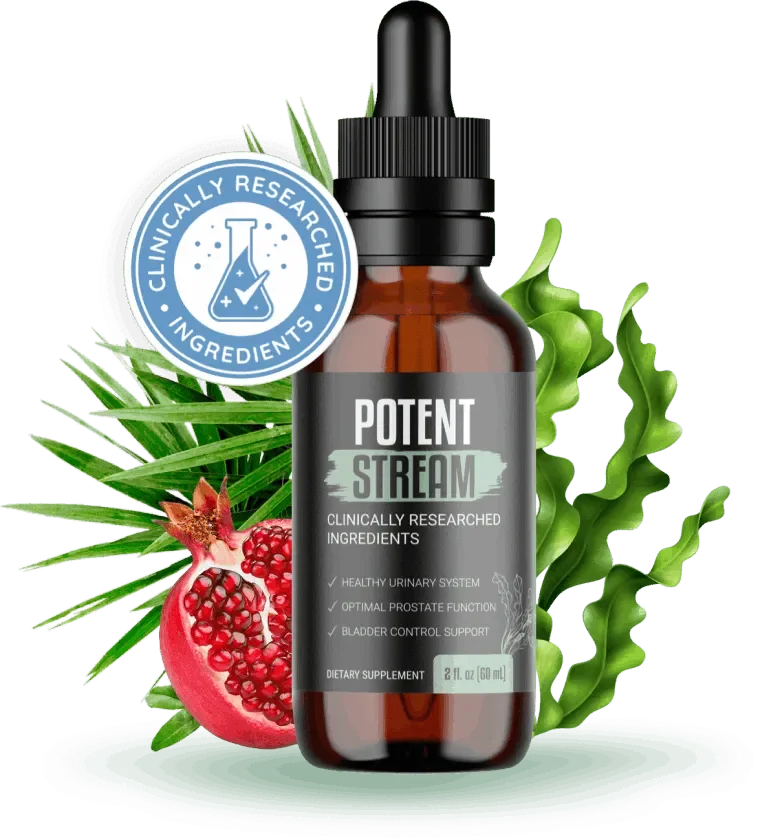 CLINICALLY RESEARCHED
• INGREDIENTS •
POTENT
STREAM
CLINICALLY RESEARCHED
INGREDIENTS
✓ HEALTHY URINARY SYSTEM
✓ OPTIMAL PROSTATE FUNCTION
✓ BLADDER CONTROL SUPPORT
DIETARY SUPPLEMENT
2 fl. oz (60 mL)